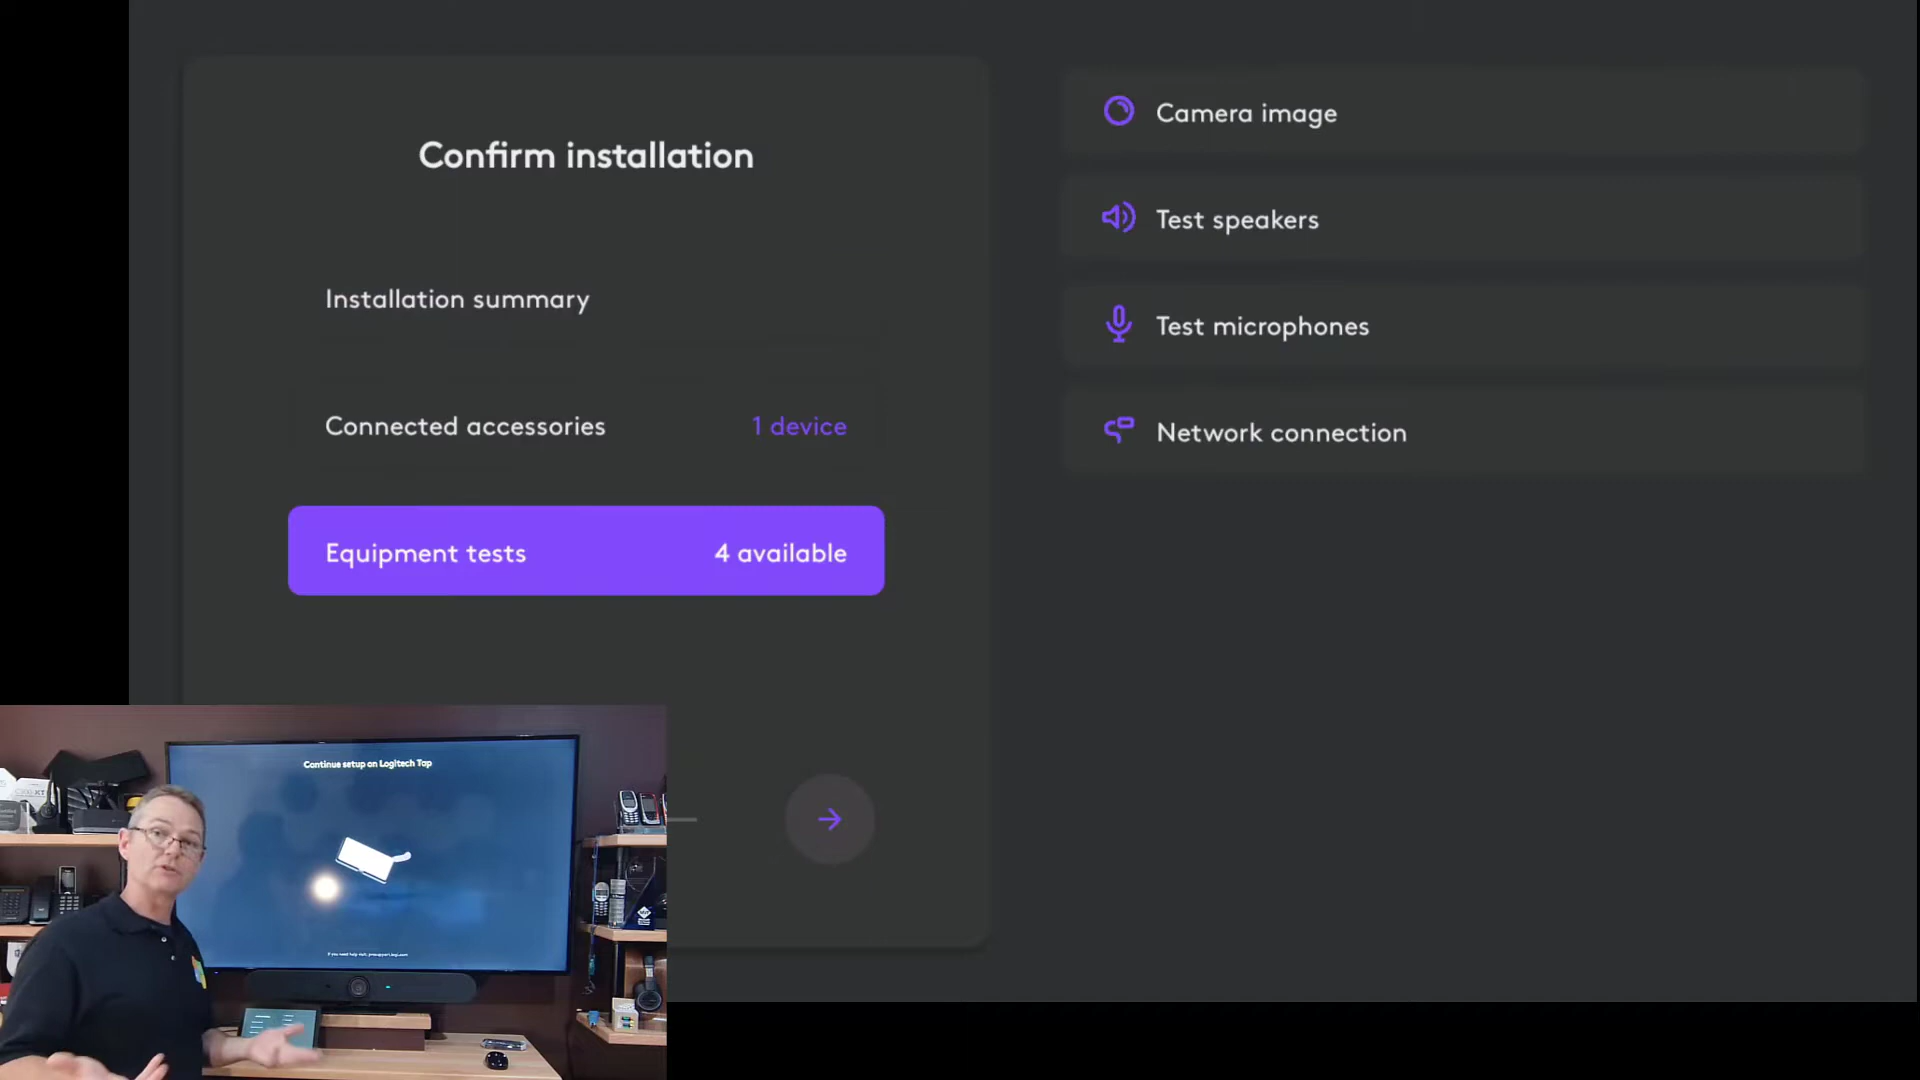 Confirm installation
Installation summary
Connected accessories 1 device
Equipment tests 4 available
Camera image
Test speakers
Test microphones
Network connection
Continue setup on Logitech Tap